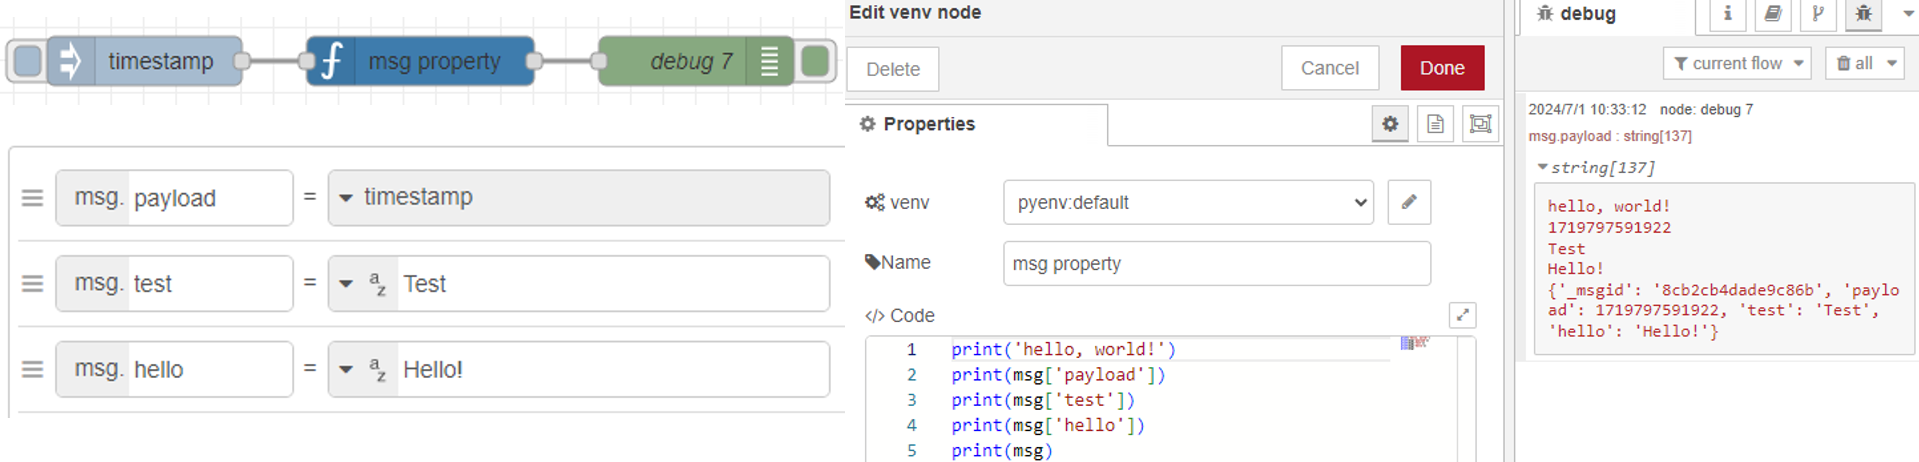 timestamp
msg property
debug 7
msg. payload = timestamp
msg. test = az Test
msg. hello = az Hello!
Edit venv node
Delete
Cancel
Done
Properties
venv
pyenv:default
Name
msg property
</> Code
1 print('hello, world!')
2 print(msg['payload'])
3 print(msg['test'])
4 print(msg['hello'])
5 print(msg)
debug
i
current flow
all
2024/7/1 10:33:12 node: debug 7
msg.payload : string[137]
string[137]
hello, world!
1719797591922
Test
Hello!
{'_msgid': '8cb2cb4dade9c86b', 'paylo
ad': 1719797591922, 'test': 'Test',
'hello': 'Hello!'}